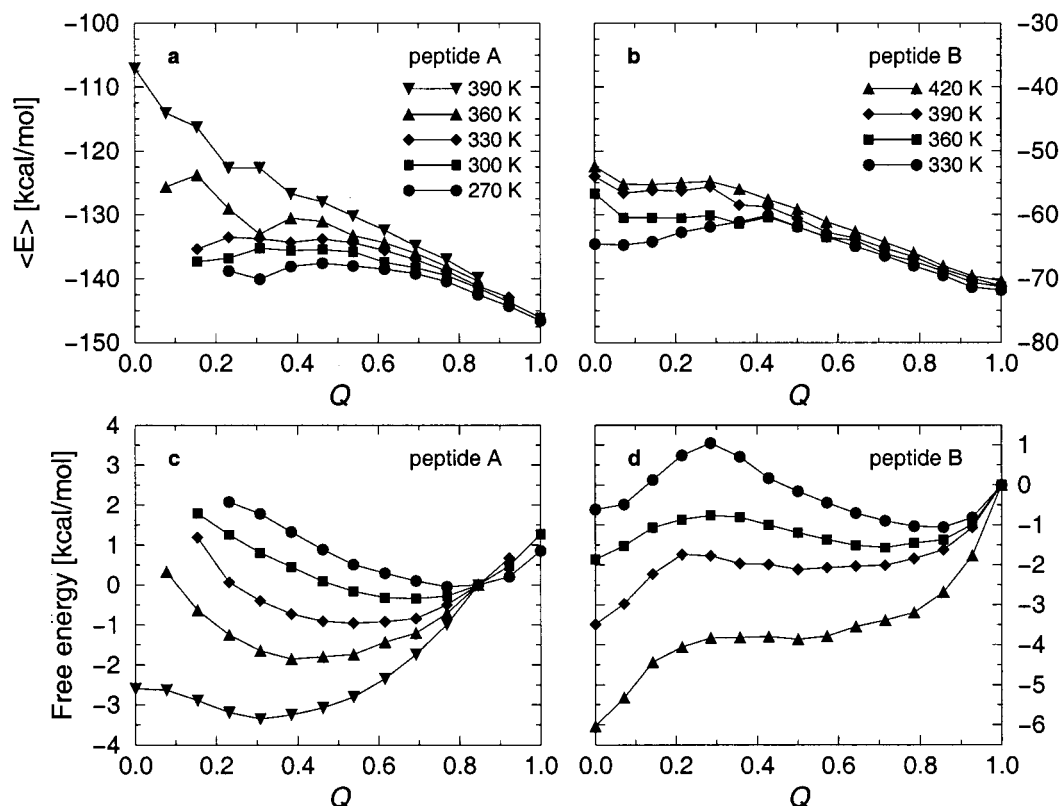 a peptide A
390 K
360 K
330 K
300 K
270 K
<E> [kcal/mol]
−100
−110
−120
−130
−140
−150
0.0 0.2 0.4 0.6 0.8 1.0
Q
b peptide B
420 K
390 K
360 K
330 K
−30
−40
−50
−60
−70
−80
0.0 0.2 0.4 0.6 0.8 1.0
Q
c peptide A
Free energy [kcal/mol]
4
3
2
1
0
−1
−2
−3
−4
0.0 0.2 0.4 0.6 0.8 1.0
Q
d peptide B
1
0
−1
−2
−3
−4
−5
−6
0.0 0.2 0.4 0.6 0.8 1.0
Q